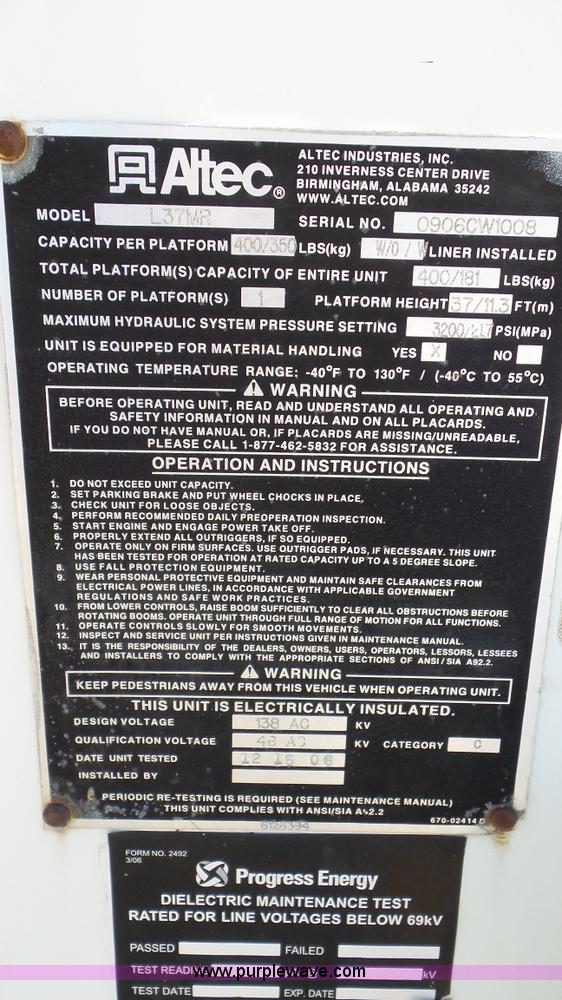 Altec®
ALTEC INDUSTRIES, INC.
210 INVERNESS CENTER DRIVE
BIRMINGHAM, ALABAMA 35242
WWW.ALTEC.COM
MODEL L37MR SERIAL NO. 0906CW1008
CAPACITY PER PLATFORM 400/350 LBS(kg) W/O / W LINER INSTALLED
TOTAL PLATFORM(S) CAPACITY OF ENTIRE UNIT 400/181 LBS(kg)
NUMBER OF PLATFORM(S) 1 PLATFORM HEIGHT 37/11.3 FT(m)
MAXIMUM HYDRAULIC SYSTEM PRESSURE SETTING 3200/ PSI(MPa)
UNIT IS EQUIPPED FOR MATERIAL HANDLING YES X NO
OPERATING TEMPERATURE RANGE: -40°F TO 130°F / (-40°C TO 55°C)
WARNING
BEFORE OPERATING UNIT, READ AND UNDERSTAND ALL OPERATING AND
SAFETY INFORMATION IN MANUAL AND ON ALL PLACARDS.
IF YOU DO NOT HAVE MANUAL OR, IF PLACARDS ARE MISSING/UNREADABLE,
PLEASE CALL 1-877-462-5832 FOR ASSISTANCE.
OPERATION AND INSTRUCTIONS
1. DO NOT EXCEED UNIT CAPACITY.
2. SET PARKING BRAKE AND PUT WHEEL CHOCKS IN PLACE,
3. CHECK UNIT FOR LOOSE OBJECTS.
4. PERFORM RECOMMENDED DAILY PREOPERATION INSPECTION.
5. START ENGINE AND ENGAGE POWER TAKE OFF.
6. PROPERLY EXTEND ALL OUTRIGGERS, IF SO EQUIPPED.
7. OPERATE ONLY ON FIRM SURFACES. USE OUTRIGGER PADS, IF NECESSARY. THIS UNIT
HAS BEEN TESTED FOR OPERATION AT RATED CAPACITY UP TO A 5 DEGREE SLOPE.
8. USE FALL PROTECTION EQUIPMENT.
9. WEAR PERSONAL PROTECTIVE EQUIPMENT AND MAINTAIN SAFE CLEARANCES FROM
ELECTRICAL POWER LINES, IN ACCORDANCE WITH APPLICABLE GOVERNMENT
REGULATIONS AND SAFE WORK PRACTICES.
10. FROM LOWER CONTROLS, RAISE BOOM SUFFICIENTLY TO CLEAR ALL OBSTRUCTIONS BEFORE
ROTATING BOOMS. OPERATE UNIT THROUGH FULL RANGE OF MOTION FOR ALL FUNCTIONS.
11. OPERATE CONTROLS SLOWLY FOR SMOOTH MOVEMENTS.
12. INSPECT AND SERVICE UNIT PER INSTRUCTIONS GIVEN IN MAINTENANCE MANUAL.
13. IT IS THE RESPONSIBILITY OF THE DEALERS, OWNERS, USERS, OPERATORS, LESSORS, LESSEES
AND INSTALLERS TO COMPLY WITH THE APPROPRIATE SECTIONS OF ANSI / SIA A92.2.
WARNING
KEEP PEDESTRIANS AWAY FROM THIS VEHICLE WHEN OPERATING UNIT.
THIS UNIT IS ELECTRICALLY INSULATED.
DESIGN VOLTAGE 138 AC KV
QUALIFICATION VOLTAGE 46 AC KV CATEGORY C
DATE UNIT TESTED 12 15 06
INSTALLED BY
PERIODIC RE-TESTING IS REQUIRED (SEE MAINTENANCE MANUAL)
THIS UNIT COMPLIES WITH ANSI/SIA A92.2
670-02414 D
FORM NO. 2492
3/06
Progress Energy
DIELECTRIC MAINTENANCE TEST
RATED FOR LINE VOLTAGES BELOW 69kV
PASSED FAILED
TEST READI kV
www.purplewave.com
TEST DATE EXP. DATE